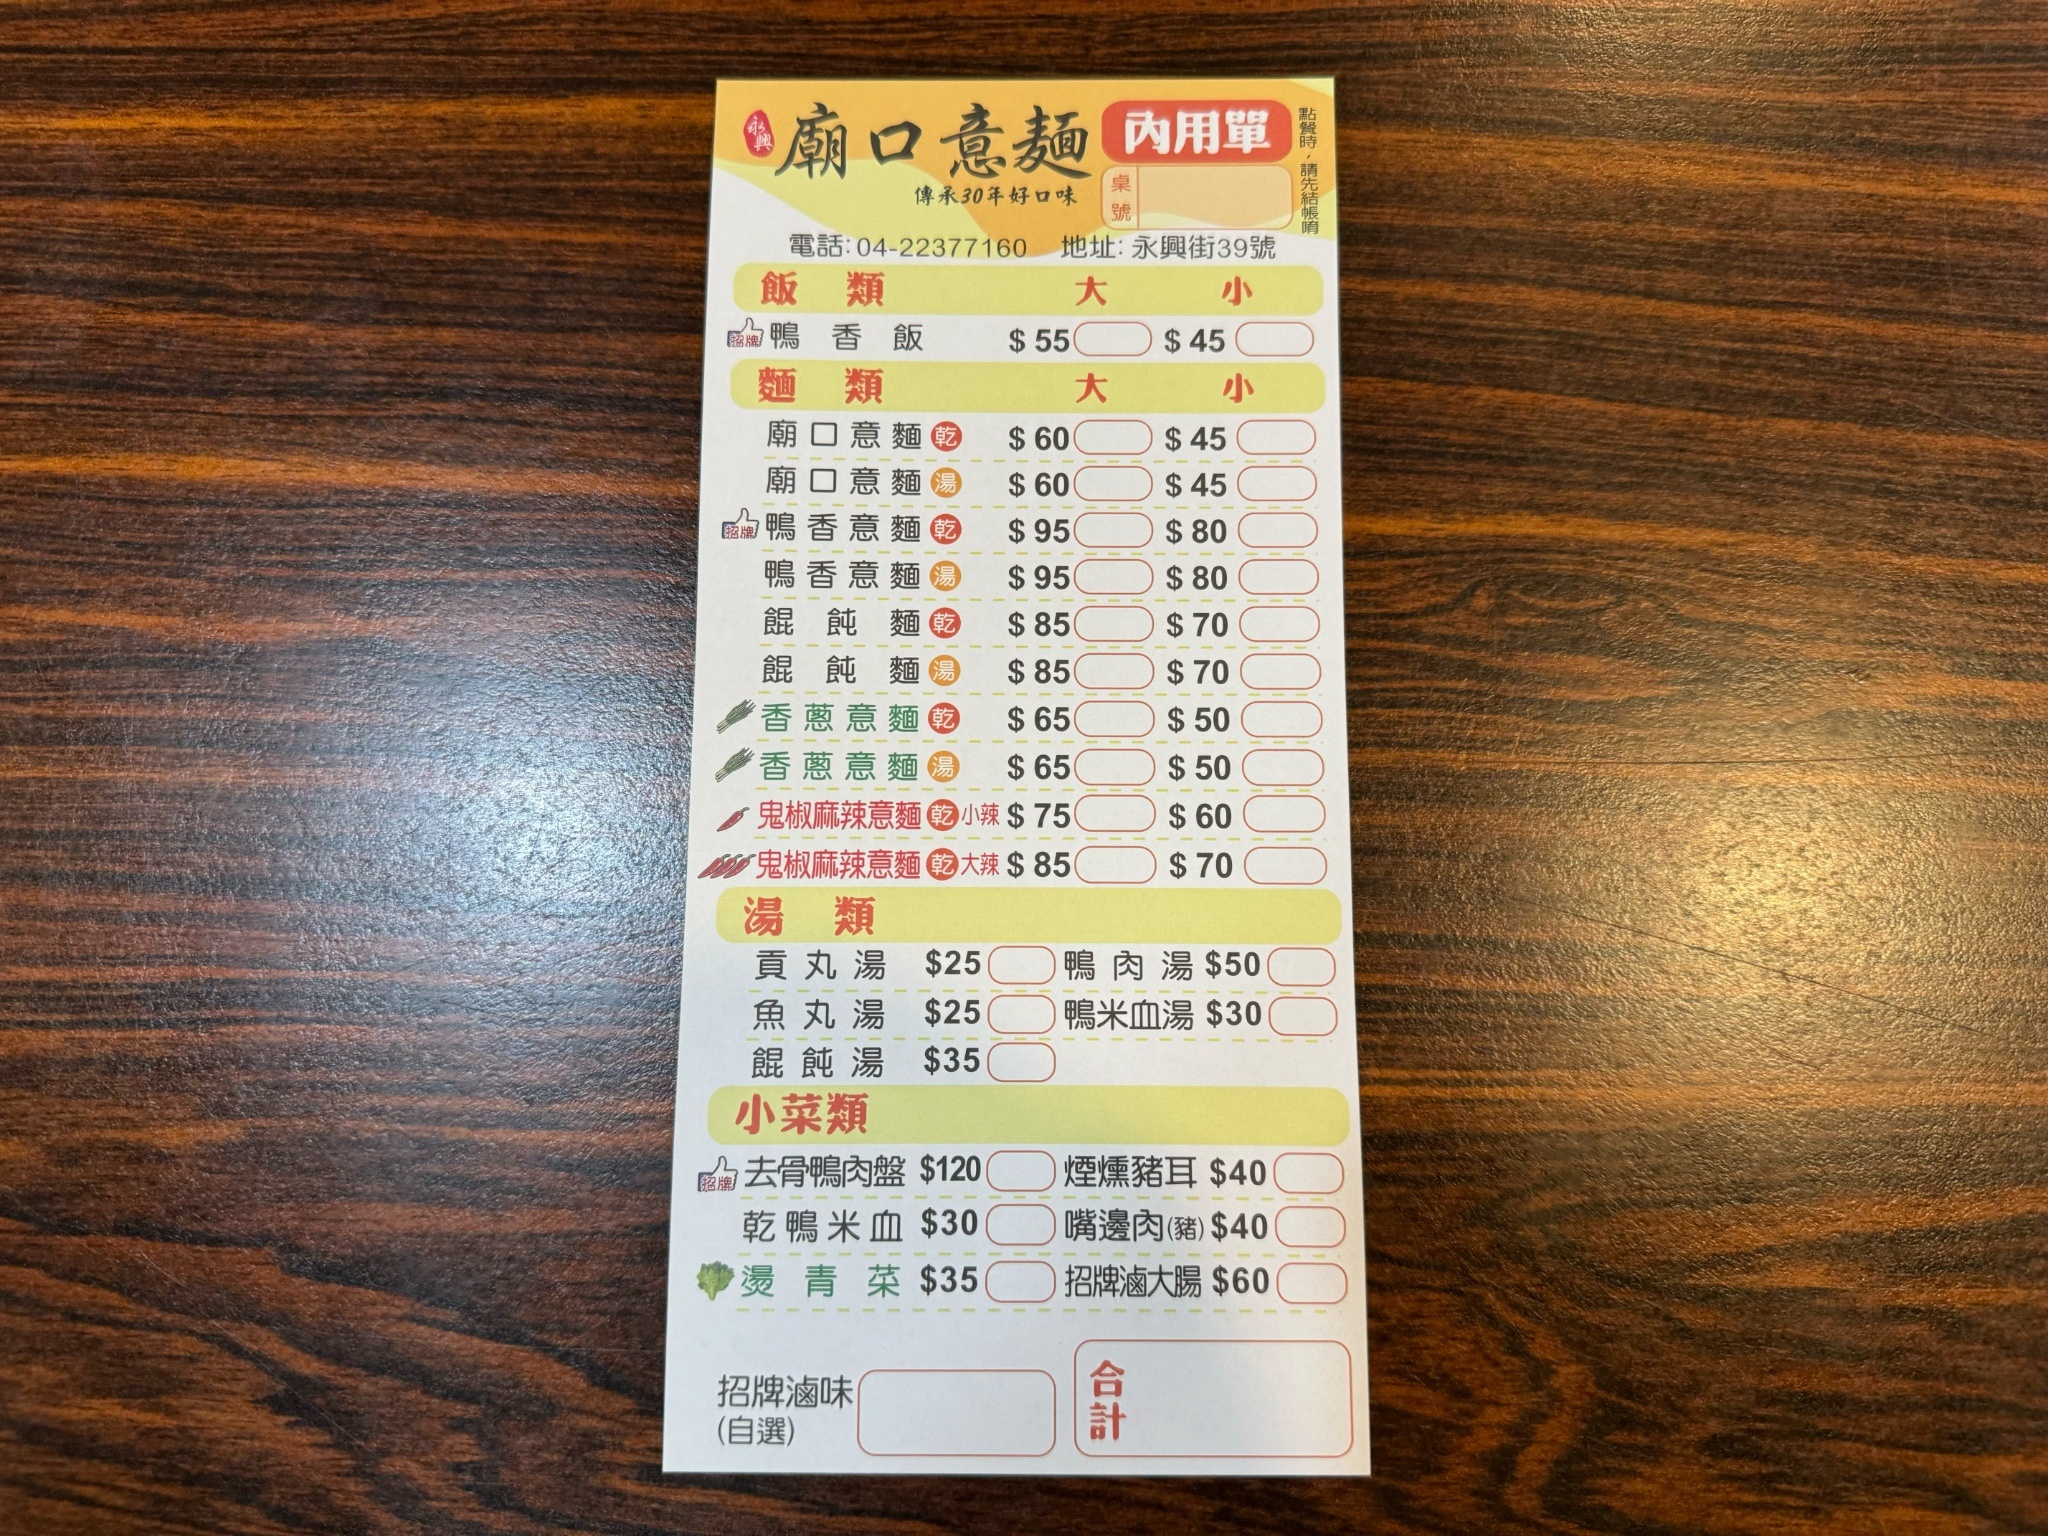 永興
廟口意麵
內用單
傳承30年好口味
桌號
點餐時，請先結帳唷
電話:04-22377160 地址:永興街39號
飯類 大 小
招牌 鴨香飯 $55 $45
麵類 大 小
廟口意麵 乾 $60 $45
廟口意麵 湯 $60 $45
招牌 鴨香意麵 乾 $95 $80
鴨香意麵 湯 $95 $80
餛飩麵 乾 $85 $70
餛飩麵 湯 $85 $70
香蔥意麵 乾 $65 $50
香蔥意麵 湯 $65 $50
鬼椒麻辣意麵 乾 小辣 $75 $60
鬼椒麻辣意麵 乾 大辣 $85 $70
湯類
貢丸湯 $25 鴨肉湯 $50
魚丸湯 $25 鴨米血湯 $30
餛飩湯 $35
小菜類
招牌 去骨鴨肉盤 $120 煙燻豬耳 $40
乾鴨米血 $30 嘴邊肉(豬) $40
燙青菜 $35 招牌滷大腸 $60
招牌滷味
(自選)
合計